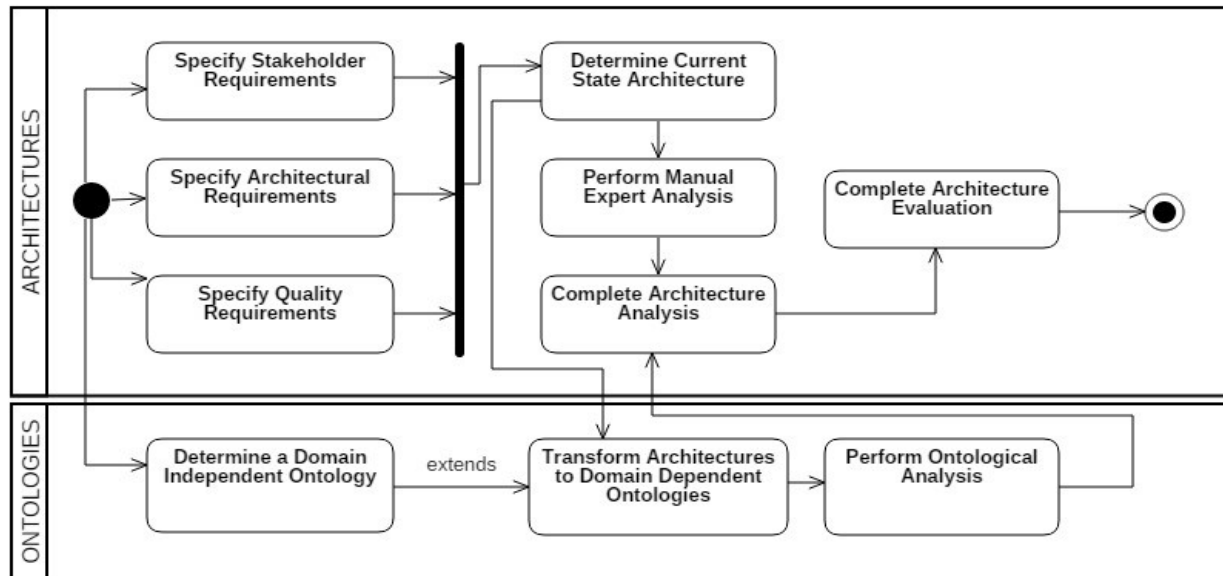 ARCHITECTURES
Specify Stakeholder
Requirements
Specify Architectural
Requirements
Specify Quality
Requirements
Determine Current
State Architecture
Perform Manual
Expert Analysis
Complete Architecture
Analysis
Complete Architecture
Evaluation
ONTOLOGIES
Determine a Domain
Independent Ontology
extends
Transform Architectures
to Domain Dependent
Ontologies
Perform Ontological
Analysis